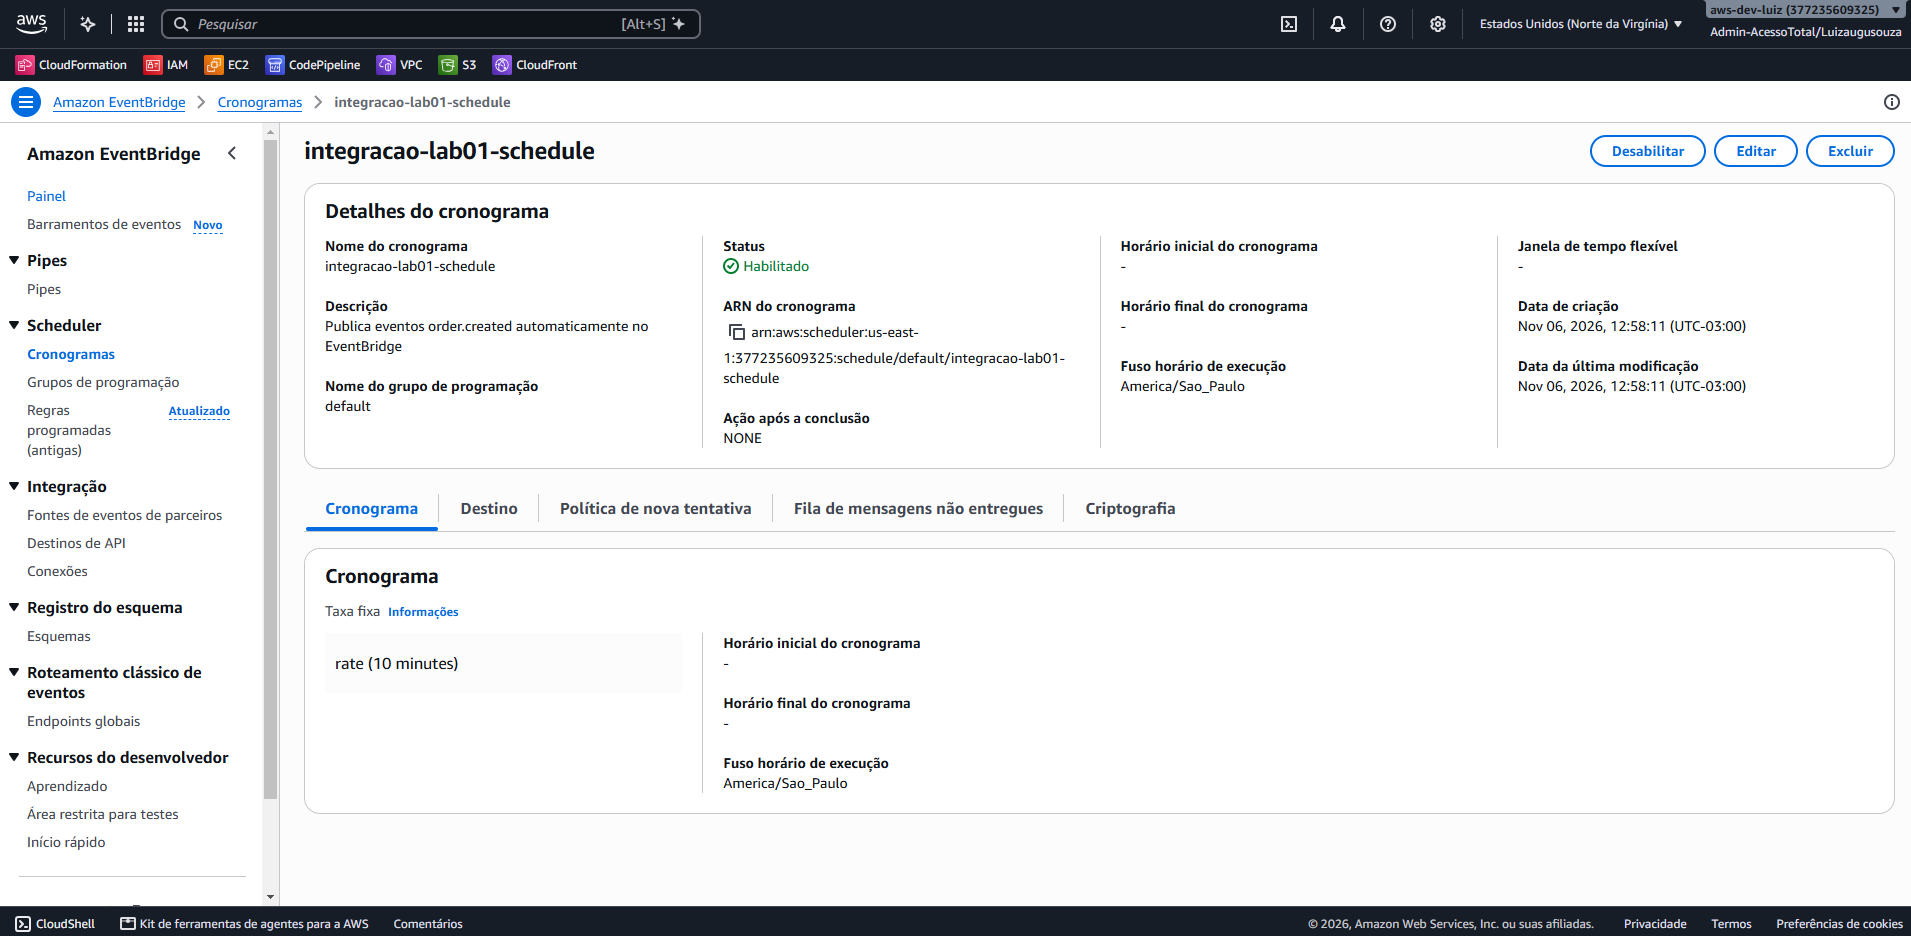 aws
Pesquisar
[Alt+S]
Estados Unidos (Norte da Virgínia)
aws-dev-luiz (377235609325)
Admin-AcessoTotal/Luizaugusouza
CloudFormation
IAM
EC2
CodePipeline
VPC
S3
CloudFront
Amazon EventBridge
Cronogramas
integracao-lab01-schedule
Amazon EventBridge
Painel
Barramentos de eventos Novo
Pipes
Pipes
Scheduler
Cronogramas
Grupos de programação
Regras Atualizado
programadas
(antigas)
Integração
Fontes de eventos de parceiros
Destinos de API
Conexões
Registro do esquema
Esquemas
Roteamento clássico de
eventos
Endpoints globais
Recursos do desenvolvedor
Aprendizado
Área restrita para testes
Início rápido
integracao-lab01-schedule
Desabilitar
Editar
Excluir
Detalhes do cronograma
Nome do cronograma
integracao-lab01-schedule
Descrição
Publica eventos order.created automaticamente no
EventBridge
Nome do grupo de programação
default
Status
Habilitado
ARN do cronograma
arn:aws:scheduler:us-east-
1:377235609325:schedule/default/integracao-lab01-
schedule
Ação após a conclusão
NONE
Horário inicial do cronograma
-
Horário final do cronograma
-
Fuso horário de execução
America/Sao_Paulo
Janela de tempo flexível
-
Data de criação
Nov 06, 2026, 12:58:11 (UTC-03:00)
Data da última modificação
Nov 06, 2026, 12:58:11 (UTC-03:00)
Cronograma
Destino
Política de nova tentativa
Fila de mensagens não entregues
Criptografia
Cronograma
Taxa fixa Informações
rate (10 minutes)
Horário inicial do cronograma
-
Horário final do cronograma
-
Fuso horário de execução
America/Sao_Paulo
CloudShell
Kit de ferramentas de agentes para a AWS
Comentários
© 2026, Amazon Web Services, Inc. ou suas afiliadas.
Privacidade
Termos
Preferências de cookies